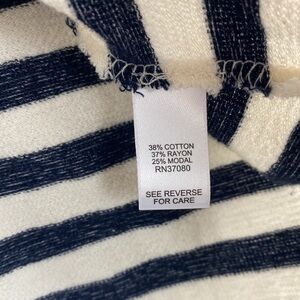 38% COTTON
37% RAYON
25% MODAL
RN37080
SEE REVERSE
FOR CARE